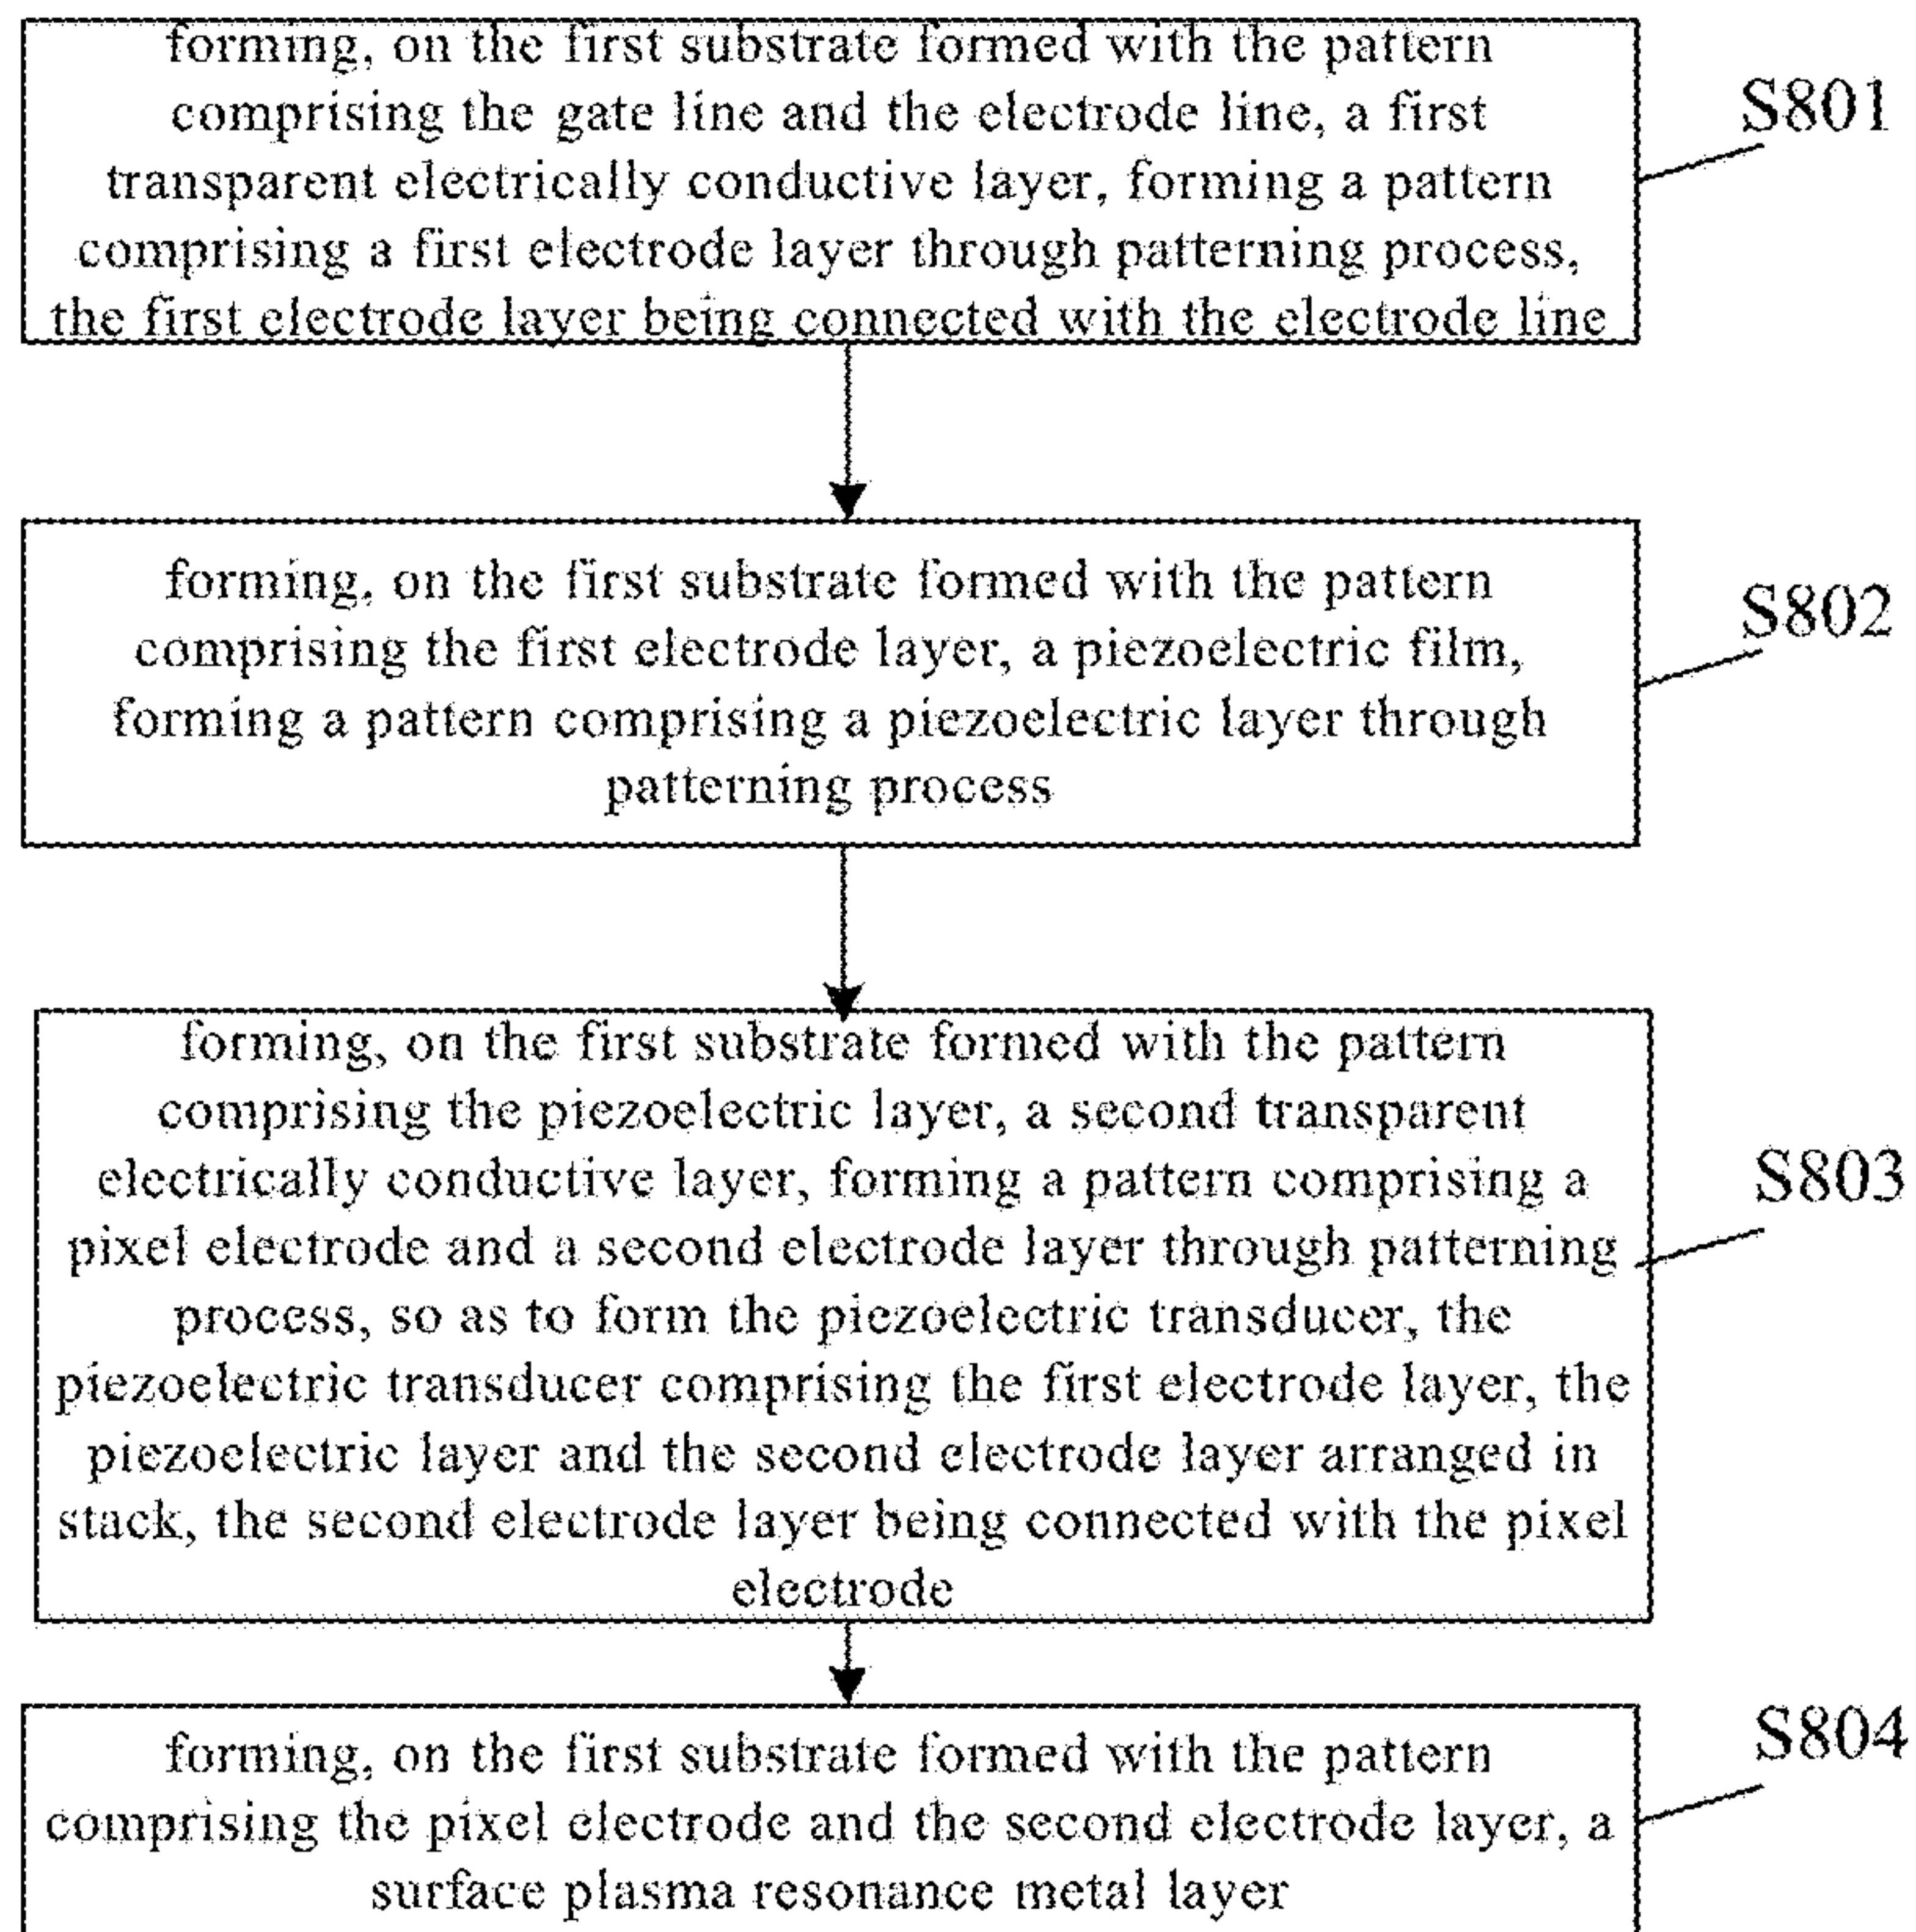 forming, on the first substrate formed with the pattern
comprising the gate line and the electrode line, a first
transparent electrically conductive layer, forming a pattern
comprising a first electrode layer through patterning process,
the first electrode layer being connected with the electrode line
S801
forming, on the first substrate formed with the pattern
comprising the first electrode layer, a piezoelectric film,
forming a pattern comprising a piezoelectric layer through
patterning process
S802
forming, on the first substrate formed with the pattern
comprising the piezoelectric layer, a second transparent
electrically conductive layer, forming a pattern comprising a
pixel electrode and a second electrode layer through patterning
process, so as to form the piezoelectric transducer, the
piezoelectric transducer comprising the first electrode layer, the
piezoelectric layer and the second electrode layer arranged in
stack, the second electrode layer being connected with the pixel
electrode
S803
forming, on the first substrate formed with the pattern
comprising the pixel electrode and the second electrode layer, a
surface plasma resonance metal layer
S804